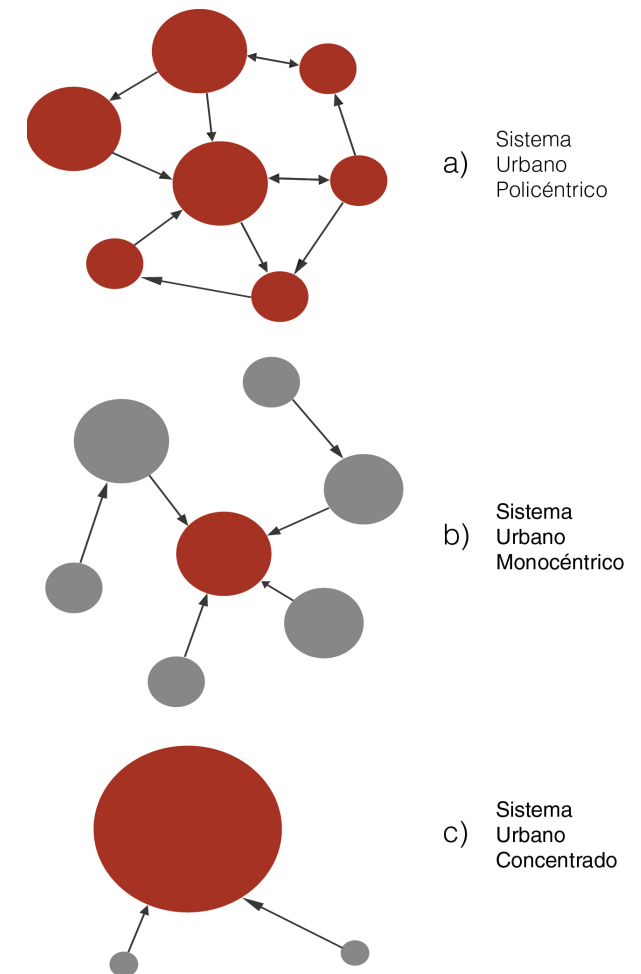 a)
Sistema
Urbano
Policéntrico
b)
Sistema
Urbano
Monocéntrico
c)
Sistema
Urbano
Concentrado